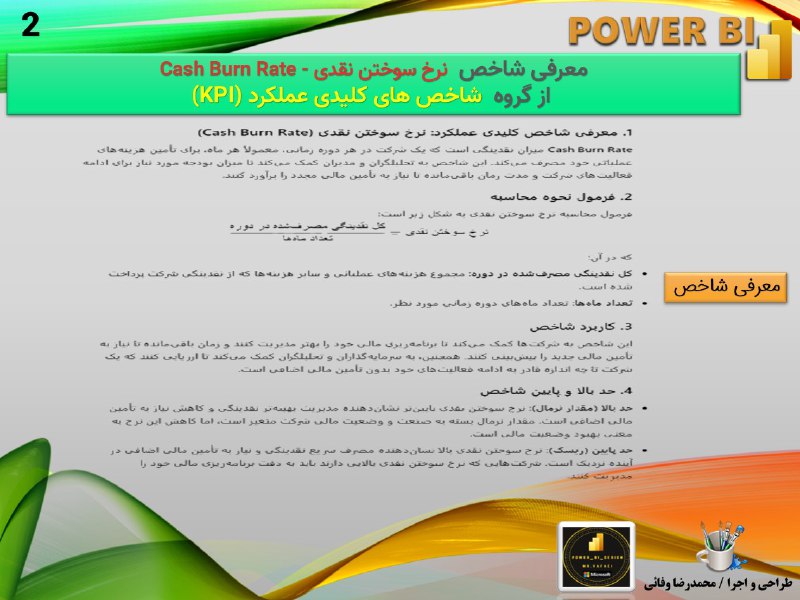 2
POWER BI
معرفی شاخص نرخ سوختن نقدی - Cash Burn Rate
از گروه شاخص های کلیدی عملکرد (KPI)
1. معرفی شاخص کلیدی عملکرد: نرخ سوختن نقدی (Cash Burn Rate)
Cash Burn Rate میزان نقدینگی است که یک شرکت در هر دوره زمانی، معمولاً هر ماه، برای تأمین هزینه‌های
عملیاتی خود مصرف می‌کند. این شاخص به تحلیلگران و مدیران کمک می‌کند تا میزان بودجه مورد نیاز برای ادامه
فعالیت‌های شرکت و مدت زمان باقی‌مانده تا نیاز به تأمین مالی مجدد را برآورد کنند.
2. فرمول نحوه محاسبه
فرمول محاسبه نرخ سوختن نقدی به شکل زیر است:
نرخ سوختن نقدی = کل نقدینگی مصرف‌شده در دوره
تعداد ماه‌ها
که در آن:
• کل نقدینگی مصرف‌شده در دوره: مجموع هزینه‌های عملیاتی و سایر هزینه‌ها که از نقدینگی شرکت پرداخت
شده است.
• تعداد ماه‌ها: تعداد ماه‌های دوره زمانی مورد نظر.
معرفی شاخص
3. کاربرد شاخص
این شاخص به شرکت‌ها کمک می‌کند تا برنامه‌ریزی مالی خود را بهتر مدیریت کنند و زمان باقی‌مانده تا نیاز به
تأمین مالی جدید را پیش‌بینی کنند. همچنین، به سرمایه‌گذاران و تحلیلگران کمک می‌کند تا ارزیابی کنند که یک
شرکت تا چه اندازه قادر به ادامه فعالیت‌های خود بدون تأمین مالی اضافی است.
4. حد بالا و پایین شاخص
• حد بالا (مقدار نرمال): نرخ سوختن نقدی پایین‌تر نشان‌دهنده مدیریت بهینه‌تر نقدینگی و کاهش نیاز به تأمین
مالی اضافی است. مقدار نرمال بسته به صنعت و وضعیت مالی شرکت متغیر است، اما کاهش این نرخ به
معنی بهبود وضعیت مالی است.
• حد پایین (ریسک): نرخ سوختن نقدی بالا نشان‌دهنده مصرف سریع نقدینگی و نیاز به تأمین مالی اضافی در
آینده نزدیک است. شرکت‌هایی که نرخ سوختن نقدی بالایی دارند باید به دقت برنامه‌ریزی مالی خود را
مدیریت کنند.
POWER_BI_DESIGN
MR.VAFAEI
Microsoft
طراحی و اجرا / محمدرضا وفائی